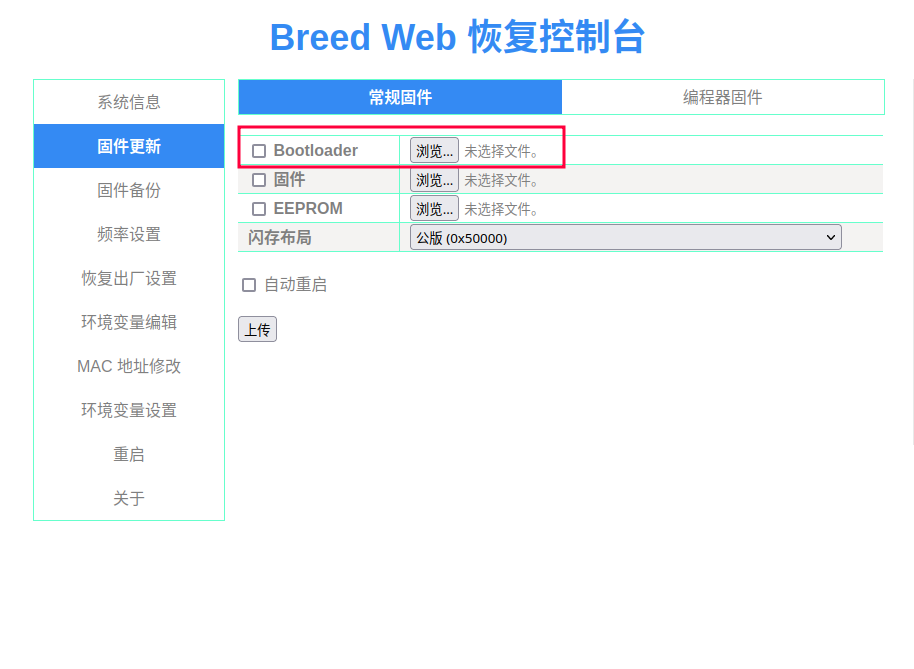 Breed Web 恢复控制台
系统信息
固件更新
固件备份
频率设置
恢复出厂设置
环境变量编辑
MAC 地址修改
环境变量设置
重启
关于
常规固件 编程器固件
Bootloader 浏览... 未选择文件。
固件 浏览... 未选择文件。
EEPROM 浏览... 未选择文件。
闪存布局 公版 (0x50000)
自动重启
上传